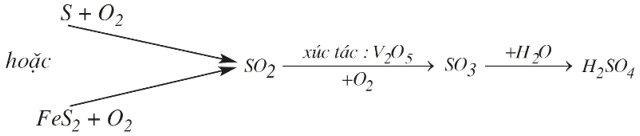 S + O₂
hoặc
FeS₂ + O₂
SO₂
xúc tác : V₂O₅
+O₂
SO₃
+H₂O
H₂SO₄